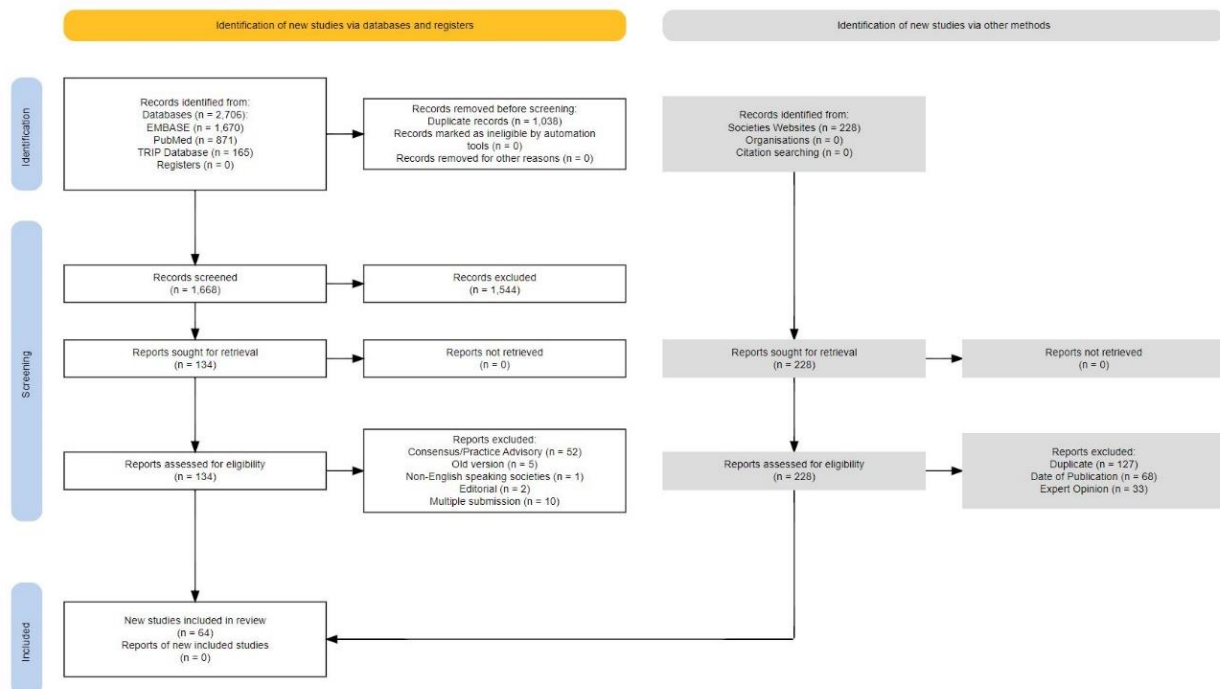 Identification of new studies via databases and registers
Identification of new studies via other methods
Identification
Records identified from:
Databases (n = 2,706):
EMBASE (n = 1,670)
PubMed (n = 871)
TRIP Database (n = 165)
Registers (n = 0)
Records removed before screening:
Duplicate records (n = 1,038)
Records marked as ineligible by automation
tools (n = 0)
Records removed for other reasons (n = 0)
Records identified from:
Societies Websites (n = 228)
Organisations (n = 0)
Citation searching (n = 0)
Screening
Records screened
(n = 1,668)
Records excluded
(n = 1,544)
Reports sought for retrieval
(n = 134)
Reports not retrieved
(n = 0)
Reports sought for retrieval
(n = 228)
Reports not retrieved
(n = 0)
Reports assessed for eligibility
(n = 134)
Reports excluded:
Consensus/Practice Advisory (n = 52)
Old version (n = 5)
Non-English speaking societies (n = 1)
Editorial (n = 2)
Multiple submission (n = 10)
Reports assessed for eligibility
(n = 228)
Reports excluded:
Duplicate (n = 127)
Date of Publication (n = 68)
Expert Opinion (n = 33)
Included
New studies included in review
(n = 64)
Reports of new included studies
(n = 0)